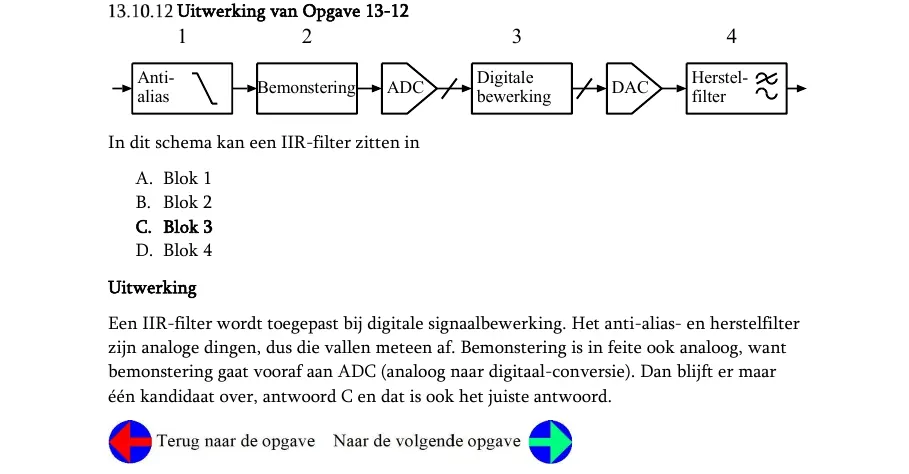 13.10.12 Uitwerking van Opgave 13-12
1 2 3 4
Anti-alias Bemonstering ADC Digitale bewerking DAC Herstel-filter
In dit schema kan een IIR-filter zitten in
A. Blok 1
B. Blok 2
C. Blok 3
D. Blok 4
Uitwerking
Een IIR-filter wordt toegepast bij digitale signaalbewerking. Het anti-alias- en herstelfilter
zijn analoge dingen, dus die vallen meteen af. Bemonstering is in feite ook analoog, want
bemonstering gaat vooraf aan ADC (analoog naar digitaal-conversie). Dan blijft er maar
één kandidaat over, antwoord C en dat is ook het juiste antwoord.
Terug naar de opgave Naar de volgende opgave